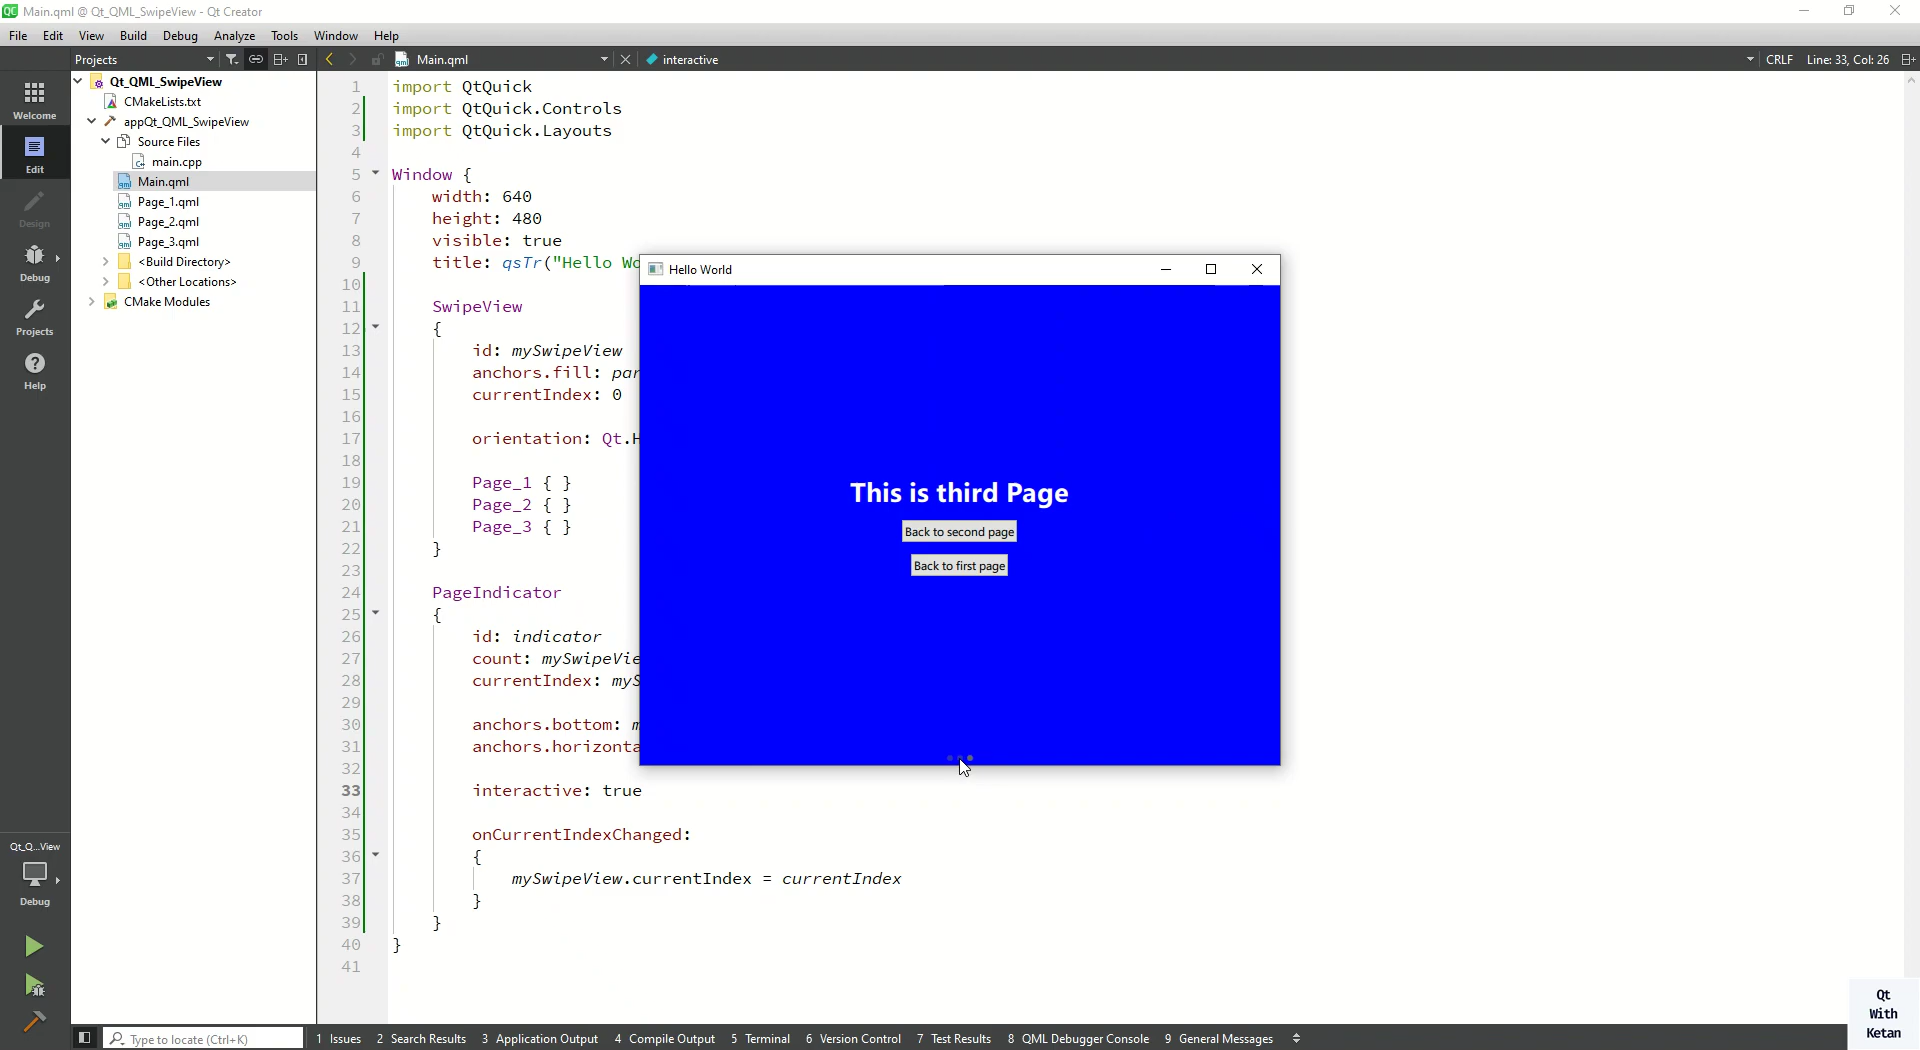 Main.qml @ Qt_QML_SwipeView - Qt Creator
File Edit View Build Debug Analyze Tools Window Help
Projects Main.qml interactive CRLF Line: 33, Col: 26
Welcome
Edit
Design
Debug
Projects
Help
Qt_Q...View
Debug
Qt_QML_SwipeView
CMakeLists.txt
appQt_QML_SwipeView
Source Files
main.cpp
Main.qml
Page_1.qml
Page_2.qml
Page_3.qml
<Build Directory>
<Other Locations>
CMake Modules
1 import QtQuick
2 import QtQuick.Controls
3 import QtQuick.Layouts
4
5 Window {
6 width: 640
7 height: 480
8 visible: true
9 title: qsTr("Hello Wo
10
11 SwipeView
12 {
13 id: mySwipeView
14 anchors.fill: par
15 currentIndex: 0
16
17 orientation: Qt.H
18
19 Page_1 { }
20 Page_2 { }
21 Page_3 { }
22 }
23
24 PageIndicator
25 {
26 id: indicator
27 count: mySwipeVie
28 currentIndex: myS
29
30 anchors.bottom: m
31 anchors.horizonta
32
33 interactive: true
34
35 onCurrentIndexChanged:
36 {
37 mySwipeView.currentIndex = currentIndex
38 }
39 }
40 }
41
Hello World
This is third Page
Back to second page
Back to first page
Type to locate (Ctrl+K) 1 Issues 2 Search Results 3 Application Output 4 Compile Output 5 Terminal 6 Version Control 7 Test Results 8 QML Debugger Console 9 General Messages
Qt
With
Ketan